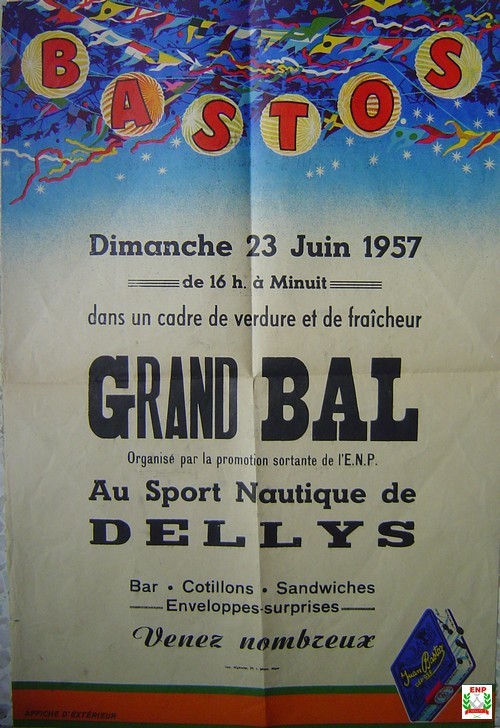 BASTOS
Dimanche 23 Juin 1957
de 16 h. à Minuit
dans un cadre de verdure et de fraîcheur
GRAND BAL
Organisé par la promotion sortante de l'E.N.P.
Au Sport Nautique de
DELLYS
Bar • Cotillons • Sandwiches
Enveloppes-surprises
Venez nombreux
Juan Bastos
ENP
AFFICHE D'EXTÉRIEUR